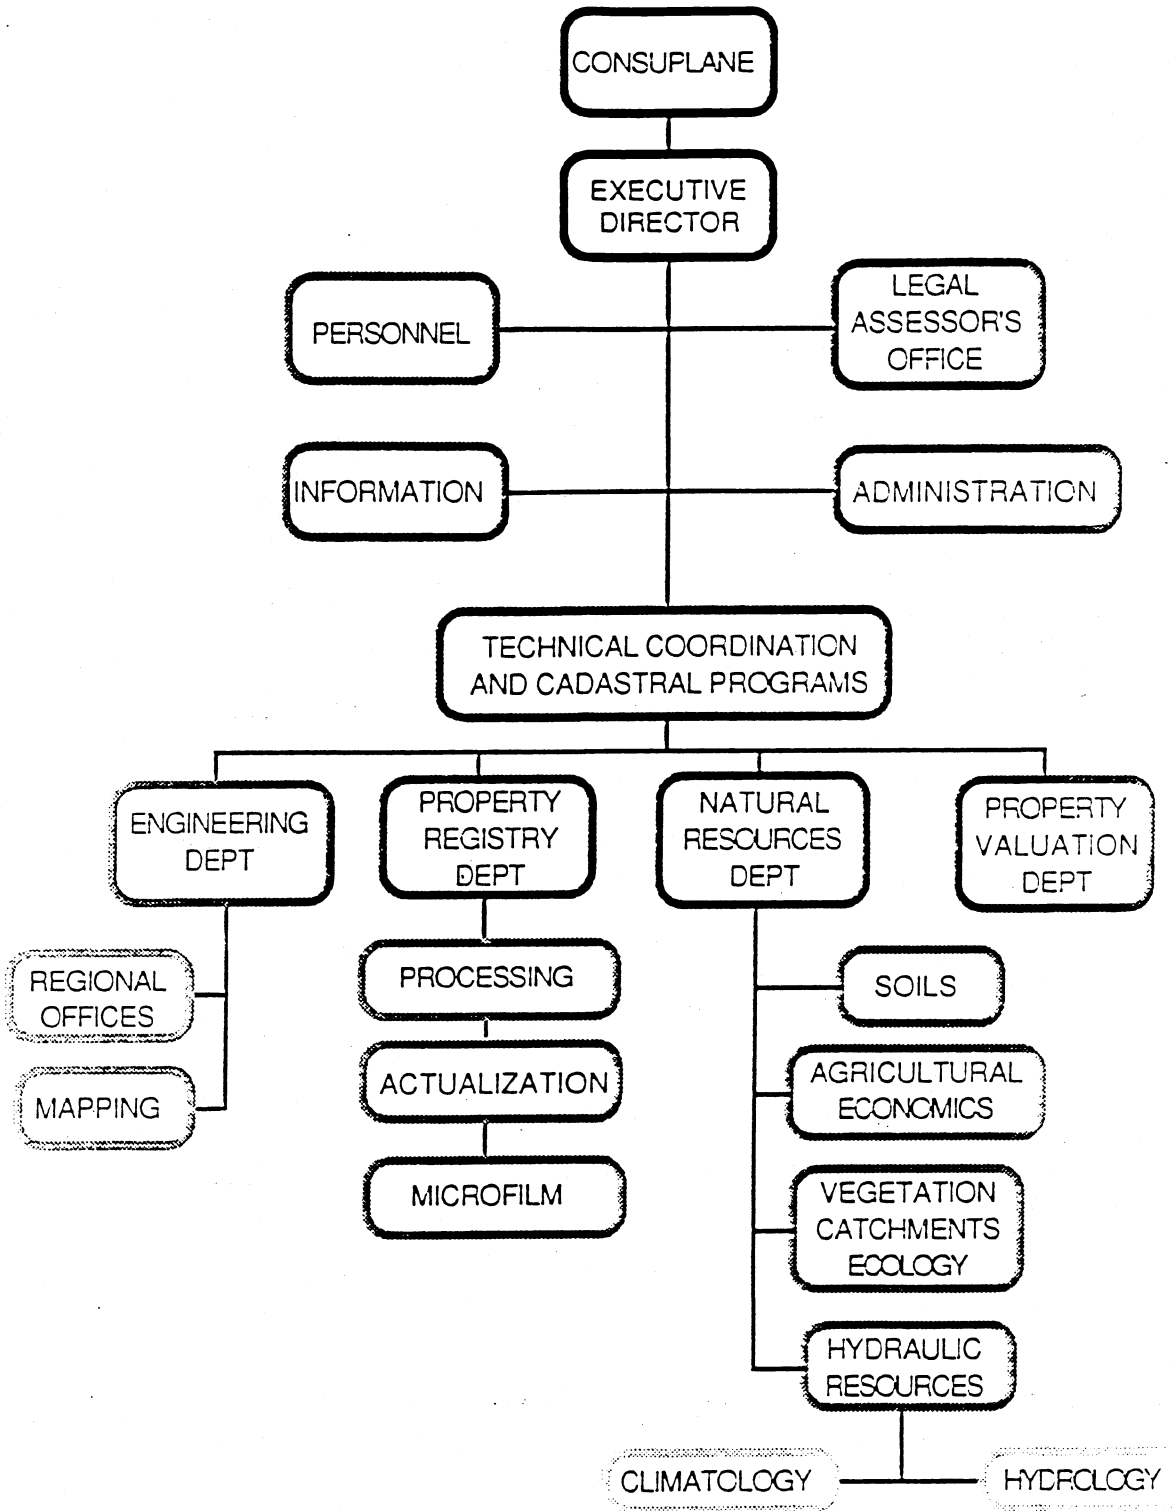 CONSUPLANE
EXECUTIVE
DIRECTOR
PERSONNEL
LEGAL
ASSESSOR'S
OFFICE
INFORMATION
ADMINISTRATION
TECHNICAL COORDINATION
AND CADASTRAL PROGRAMS
ENGINEERING
DEPT
PROPERTY
REGISTRY
DEPT
NATURAL
RESOURCES
DEPT
PROPERTY
VALUATION
DEPT
REGIONAL
OFFICES
MAPPING
PROCESSING
ACTUALIZATION
MICROFILM
SOILS
AGRICULTURAL
ECONOMICS
VEGETATION
CATCHMENTS
ECOLOGY
HYDRAULIC
RESOURCES
CLIMATOLOGY
HYDROLOGY